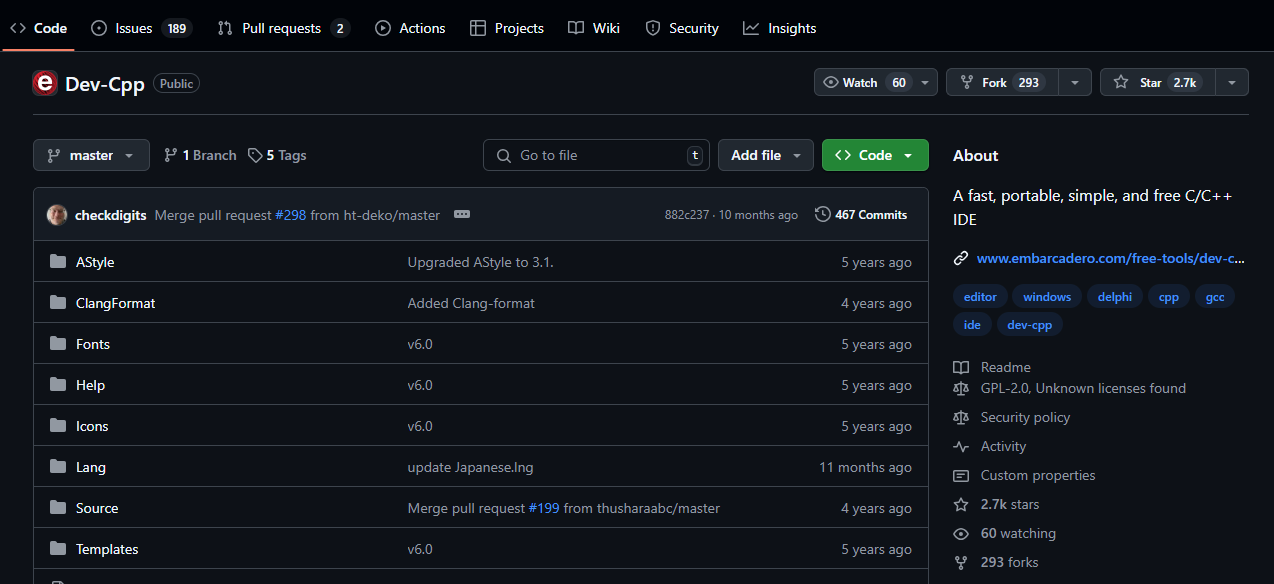 Code Issues 189 Pull requests 2 Actions Projects Wiki Security Insights
e Dev-Cpp Public Watch 60 Fork 293 Star 2.7k
master 1 Branch 5 Tags Go to file t Add file Code
checkdigits Merge pull request #298 from ht-deko/master 882c237 · 10 months ago 467 Commits
AStyle Upgraded AStyle to 3.1. 5 years ago
ClangFormat Added Clang-format 4 years ago
Fonts v6.0 5 years ago
Help v6.0 5 years ago
Icons v6.0 5 years ago
Lang update Japanese.lng 11 months ago
Source Merge pull request #199 from thusharaabc/master 4 years ago
Templates v6.0 5 years ago
About
A fast, portable, simple, and free C/C++
IDE
www.embarcadero.com/free-tools/dev-c...
editor windows delphi cpp gcc
ide dev-cpp
Readme
GPL-2.0, Unknown licenses found
Security policy
Activity
Custom properties
2.7k stars
60 watching
293 forks